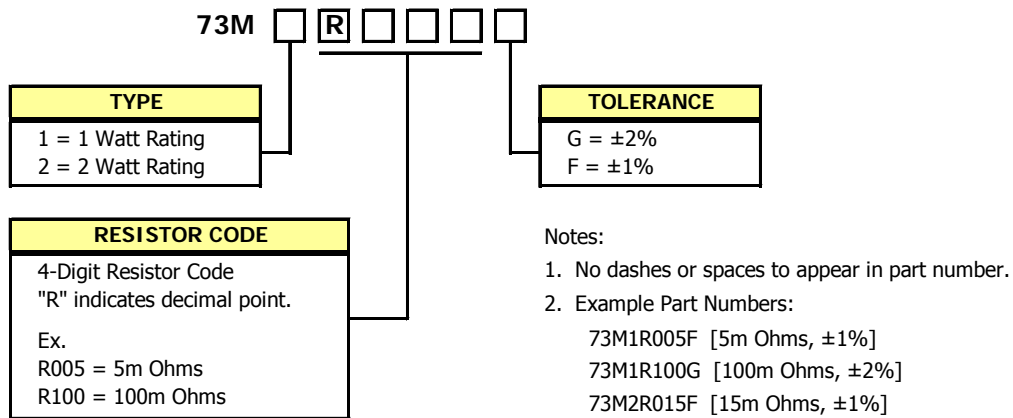 73M R
TYPE
1 = 1 Watt Rating
2 = 2 Watt Rating
TOLERANCE
G = ±2%
F = ±1%
RESISTOR CODE
4-Digit Resistor Code
"R" indicates decimal point.
Ex.
R005 = 5m Ohms
R100 = 100m Ohms
Notes:
1. No dashes or spaces to appear in part number.
2. Example Part Numbers:
73M1R005F [5m Ohms, ±1%]
73M1R100G [100m Ohms, ±2%]
73M2R015F [15m Ohms, ±1%]